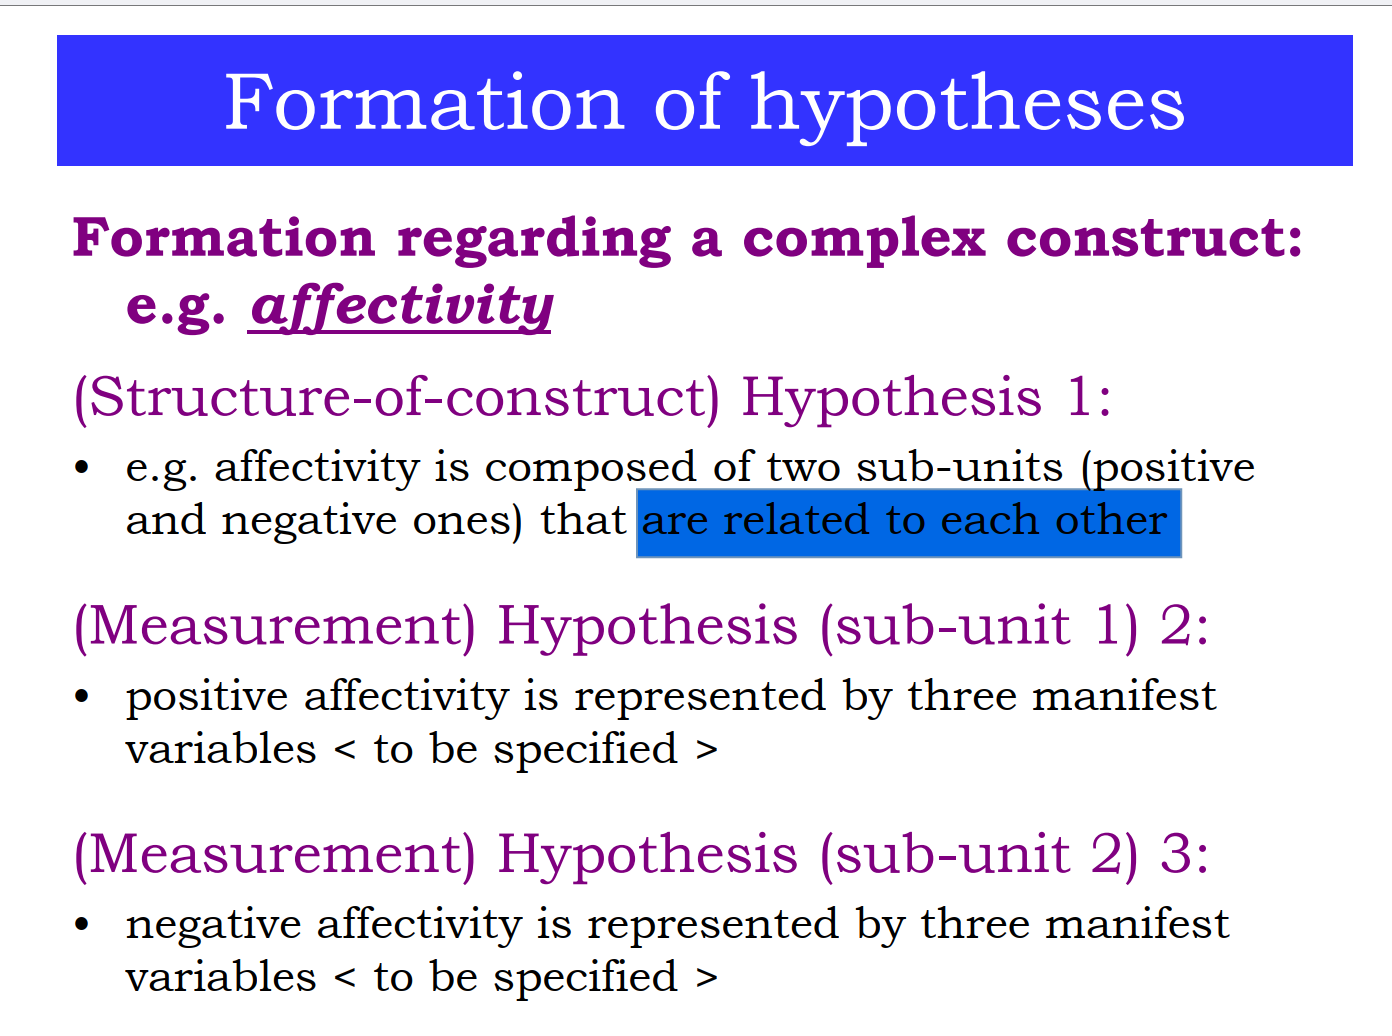 Formation of hypotheses
Formation regarding a complex construct:
e.g. affectivity
(Structure-of-construct) Hypothesis 1:
• e.g. affectivity is composed of two sub-units (positive
and negative ones) that are related to each other
(Measurement) Hypothesis (sub-unit 1) 2:
• positive affectivity is represented by three manifest
variables < to be specified >
(Measurement) Hypothesis (sub-unit 2) 3:
• negative affectivity is represented by three manifest
variables < to be specified >